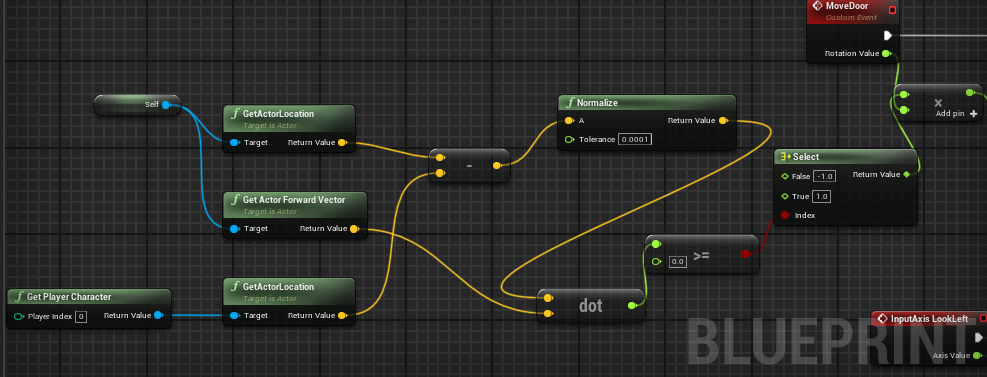 MoveDoor
Custom Event
Rotation Value
Self
GetActorLocation
Target is Actor
Target Return Value
Normalize
A Return Value
Tolerance 0.0001
×
Add pin +
-
Select
False -1.0 Return Value
True 1.0
Index
Get Actor Forward Vector
Target is Actor
Target Return Value
0.0 >=
GetActorLocation
Target is Actor
Target Return Value
Get Player Character
Player Index 0 Return Value
dot
InputAxis LookLeft
Axis Value
BLUEPRINT